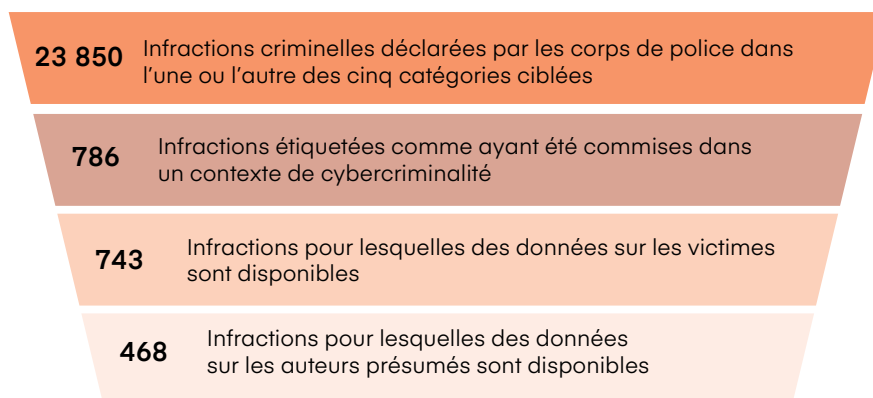 23 850 Infractions criminelles déclarées par les corps de police dans
l’une ou l’autre des cinq catégories ciblées
786 Infractions étiquetées comme ayant été commises dans
un contexte de cybercriminalité
743 Infractions pour lesquelles des données sur les victimes
sont disponibles
468 Infractions pour lesquelles des données
sur les auteurs présumés sont disponibles